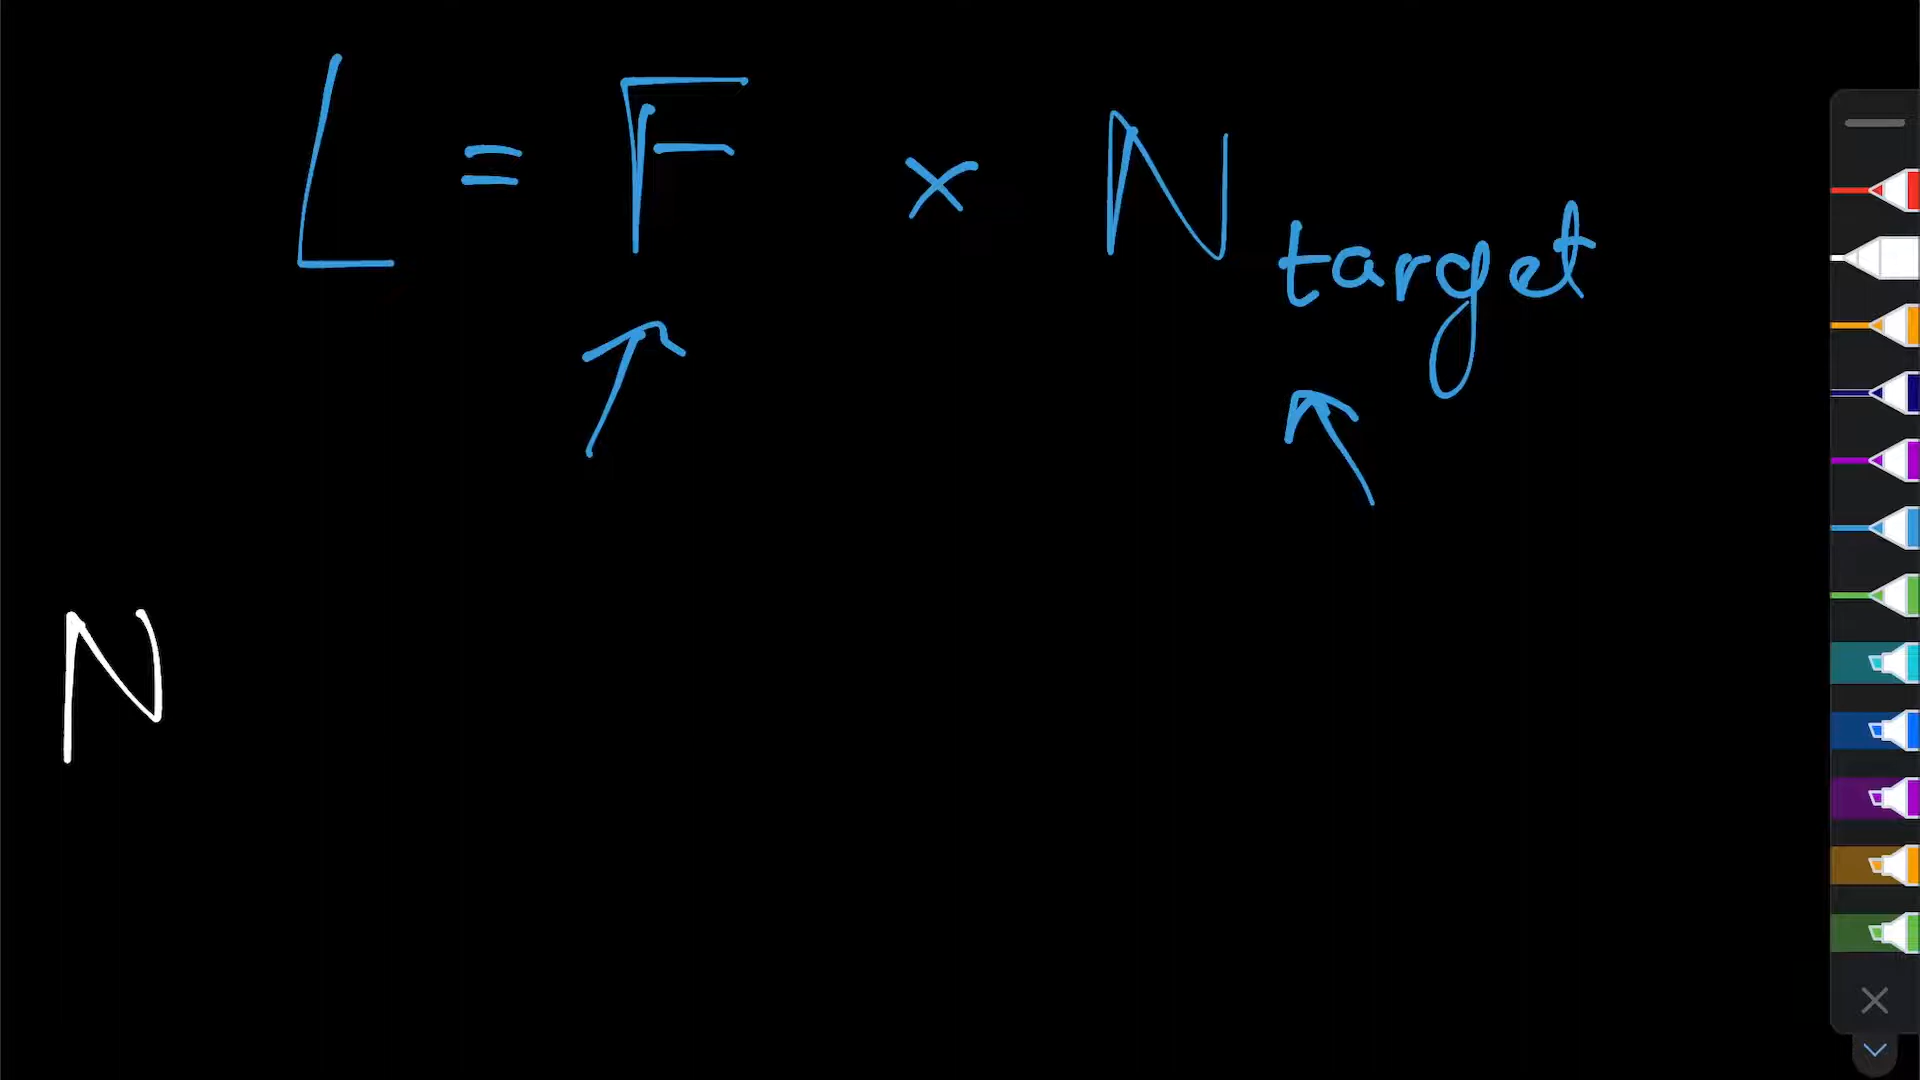 L = F × N target
N